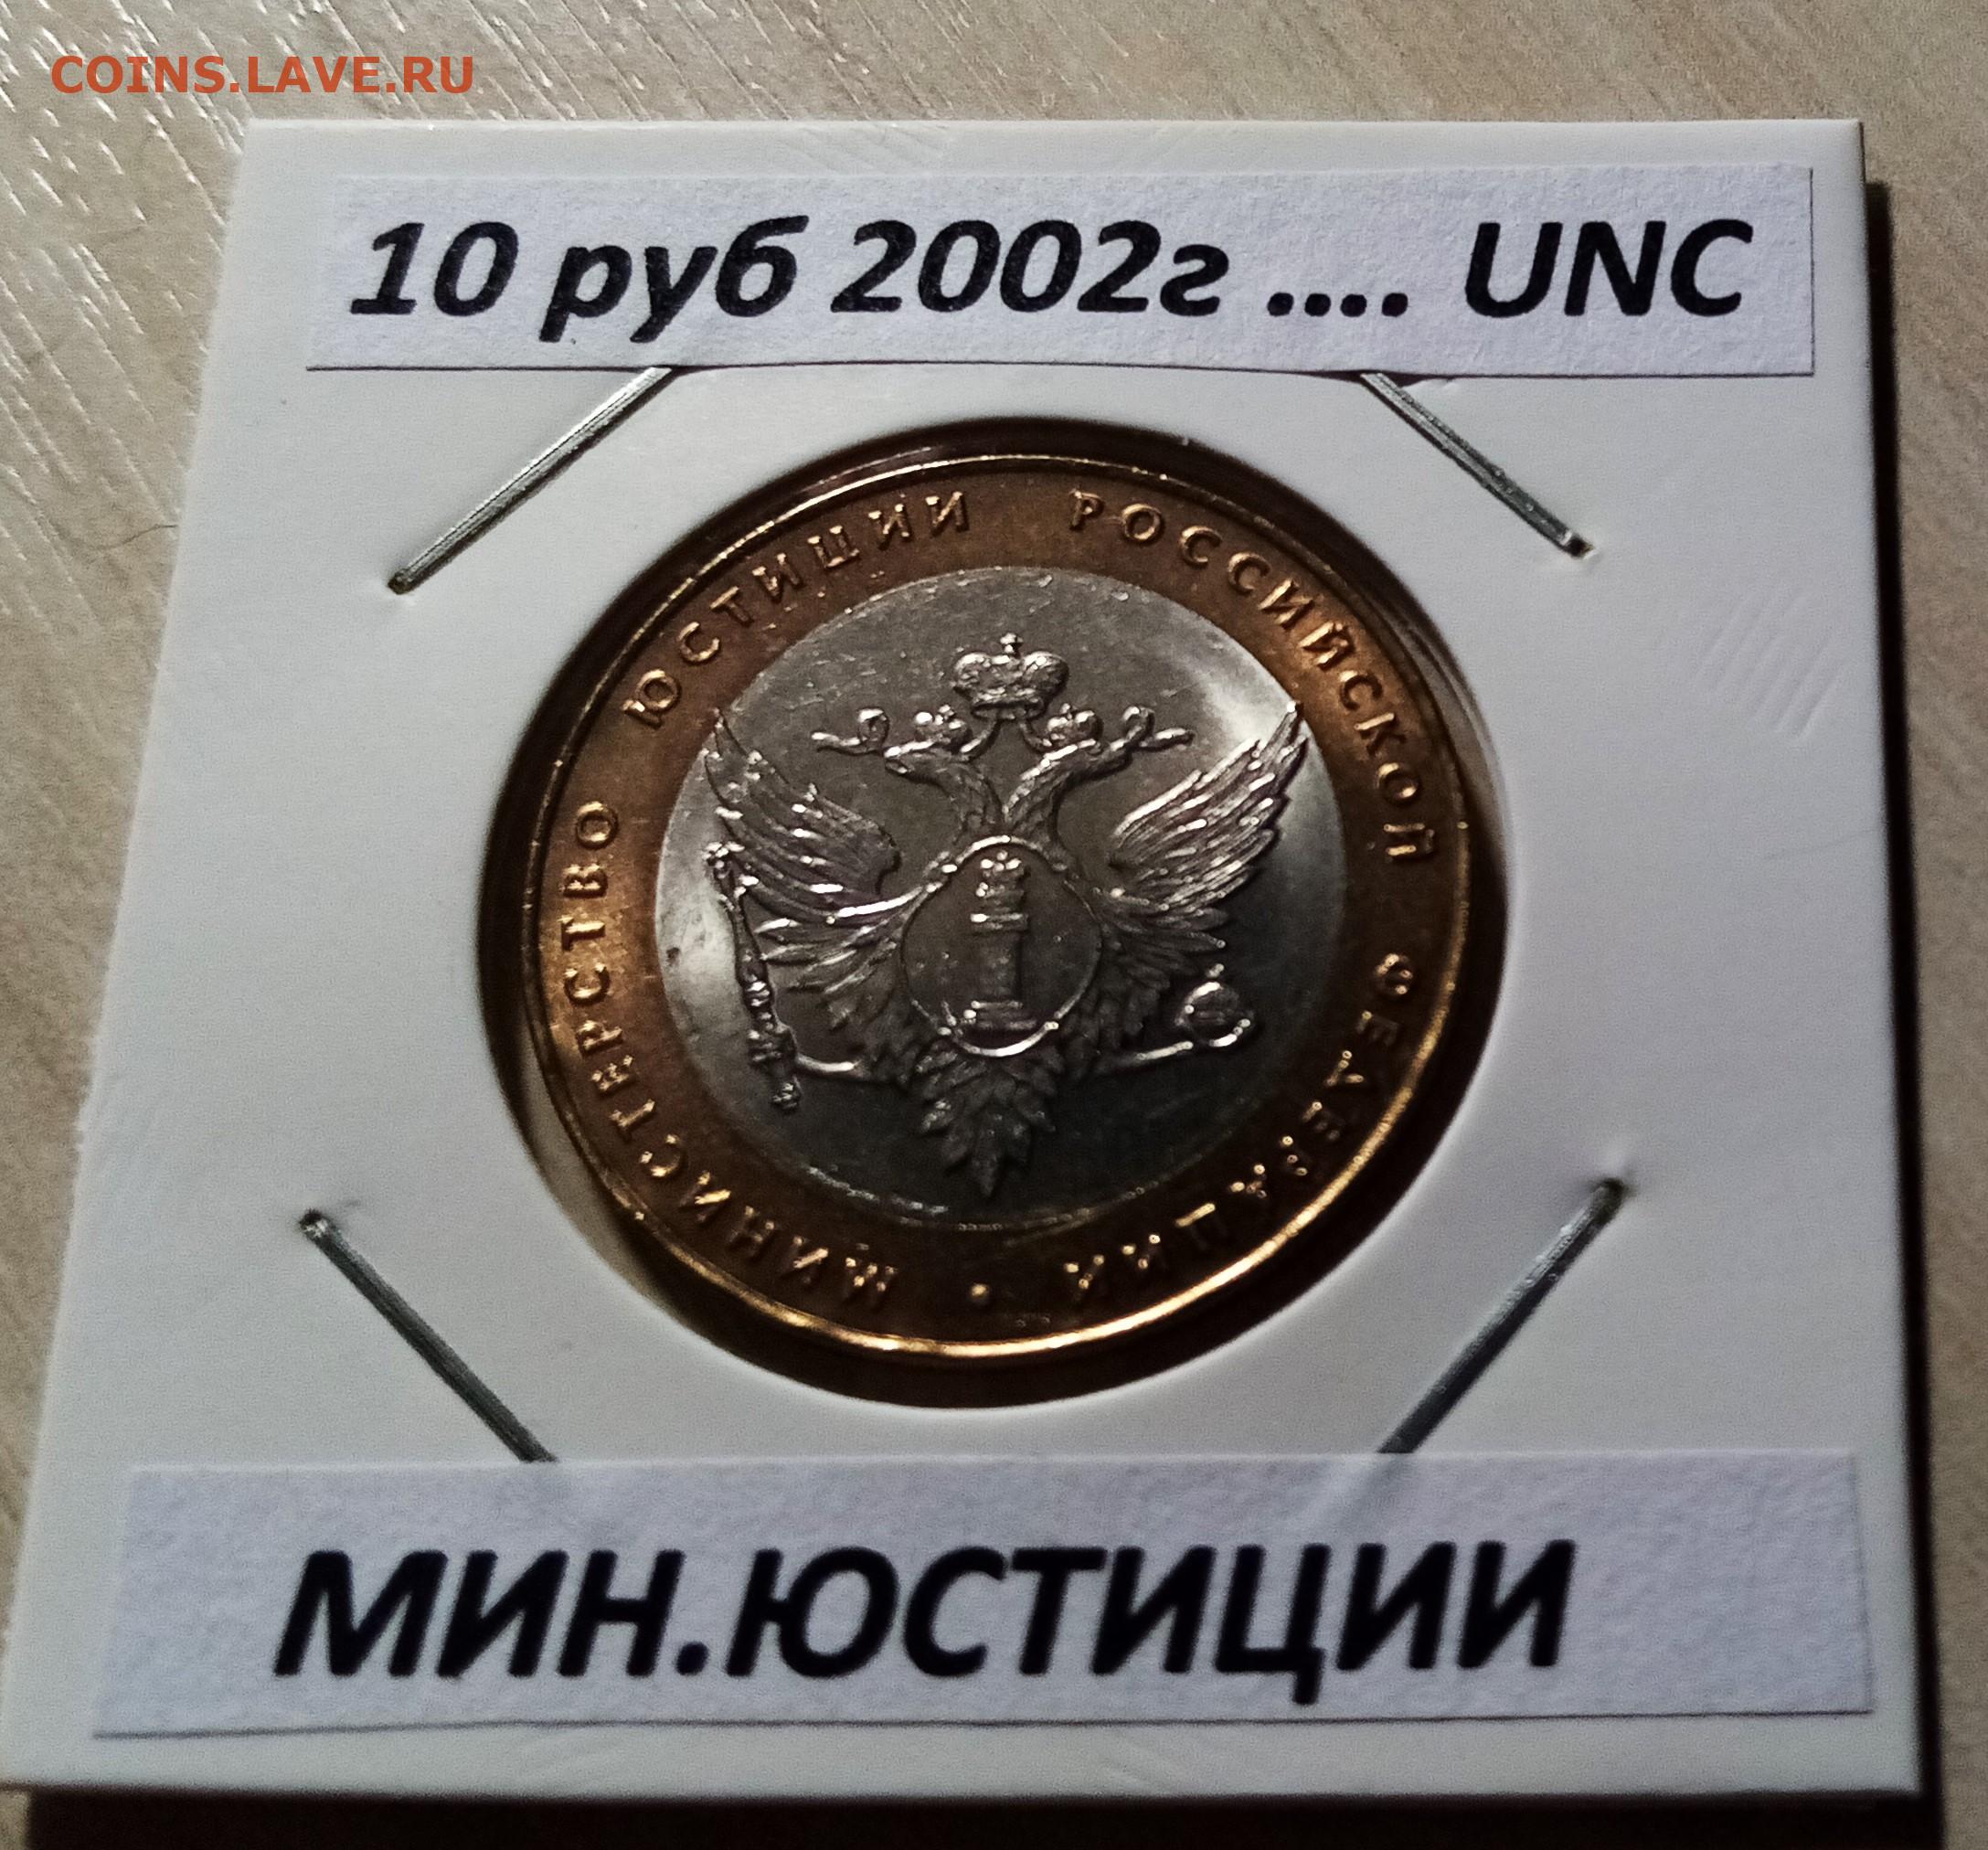 COINS.LAVE.RU
10 руб 2002г .... UNC
МИНИСТЕРСТВО ЮСТИЦИИ РОССИЙСКОЙ ФЕДЕРАЦИИ •
МИН.ЮСТИЦИИ